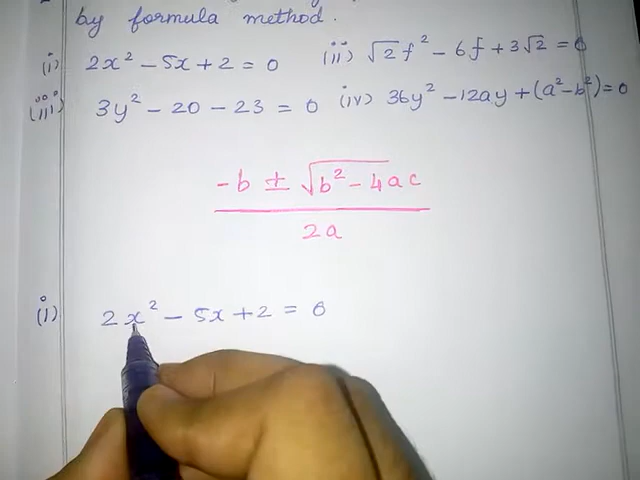 by formula method.
(i) 2x² - 5x + 2 = 0 (ii) √2 f² - 6f + 3√2 = 0
(iii) 3y² - 20 - 23 = 0 (iv) 36y² - 12ay + (a² - b²) = 0
-b ± √b² - 4ac
2a
(i) 2x² - 5x + 2 = 0